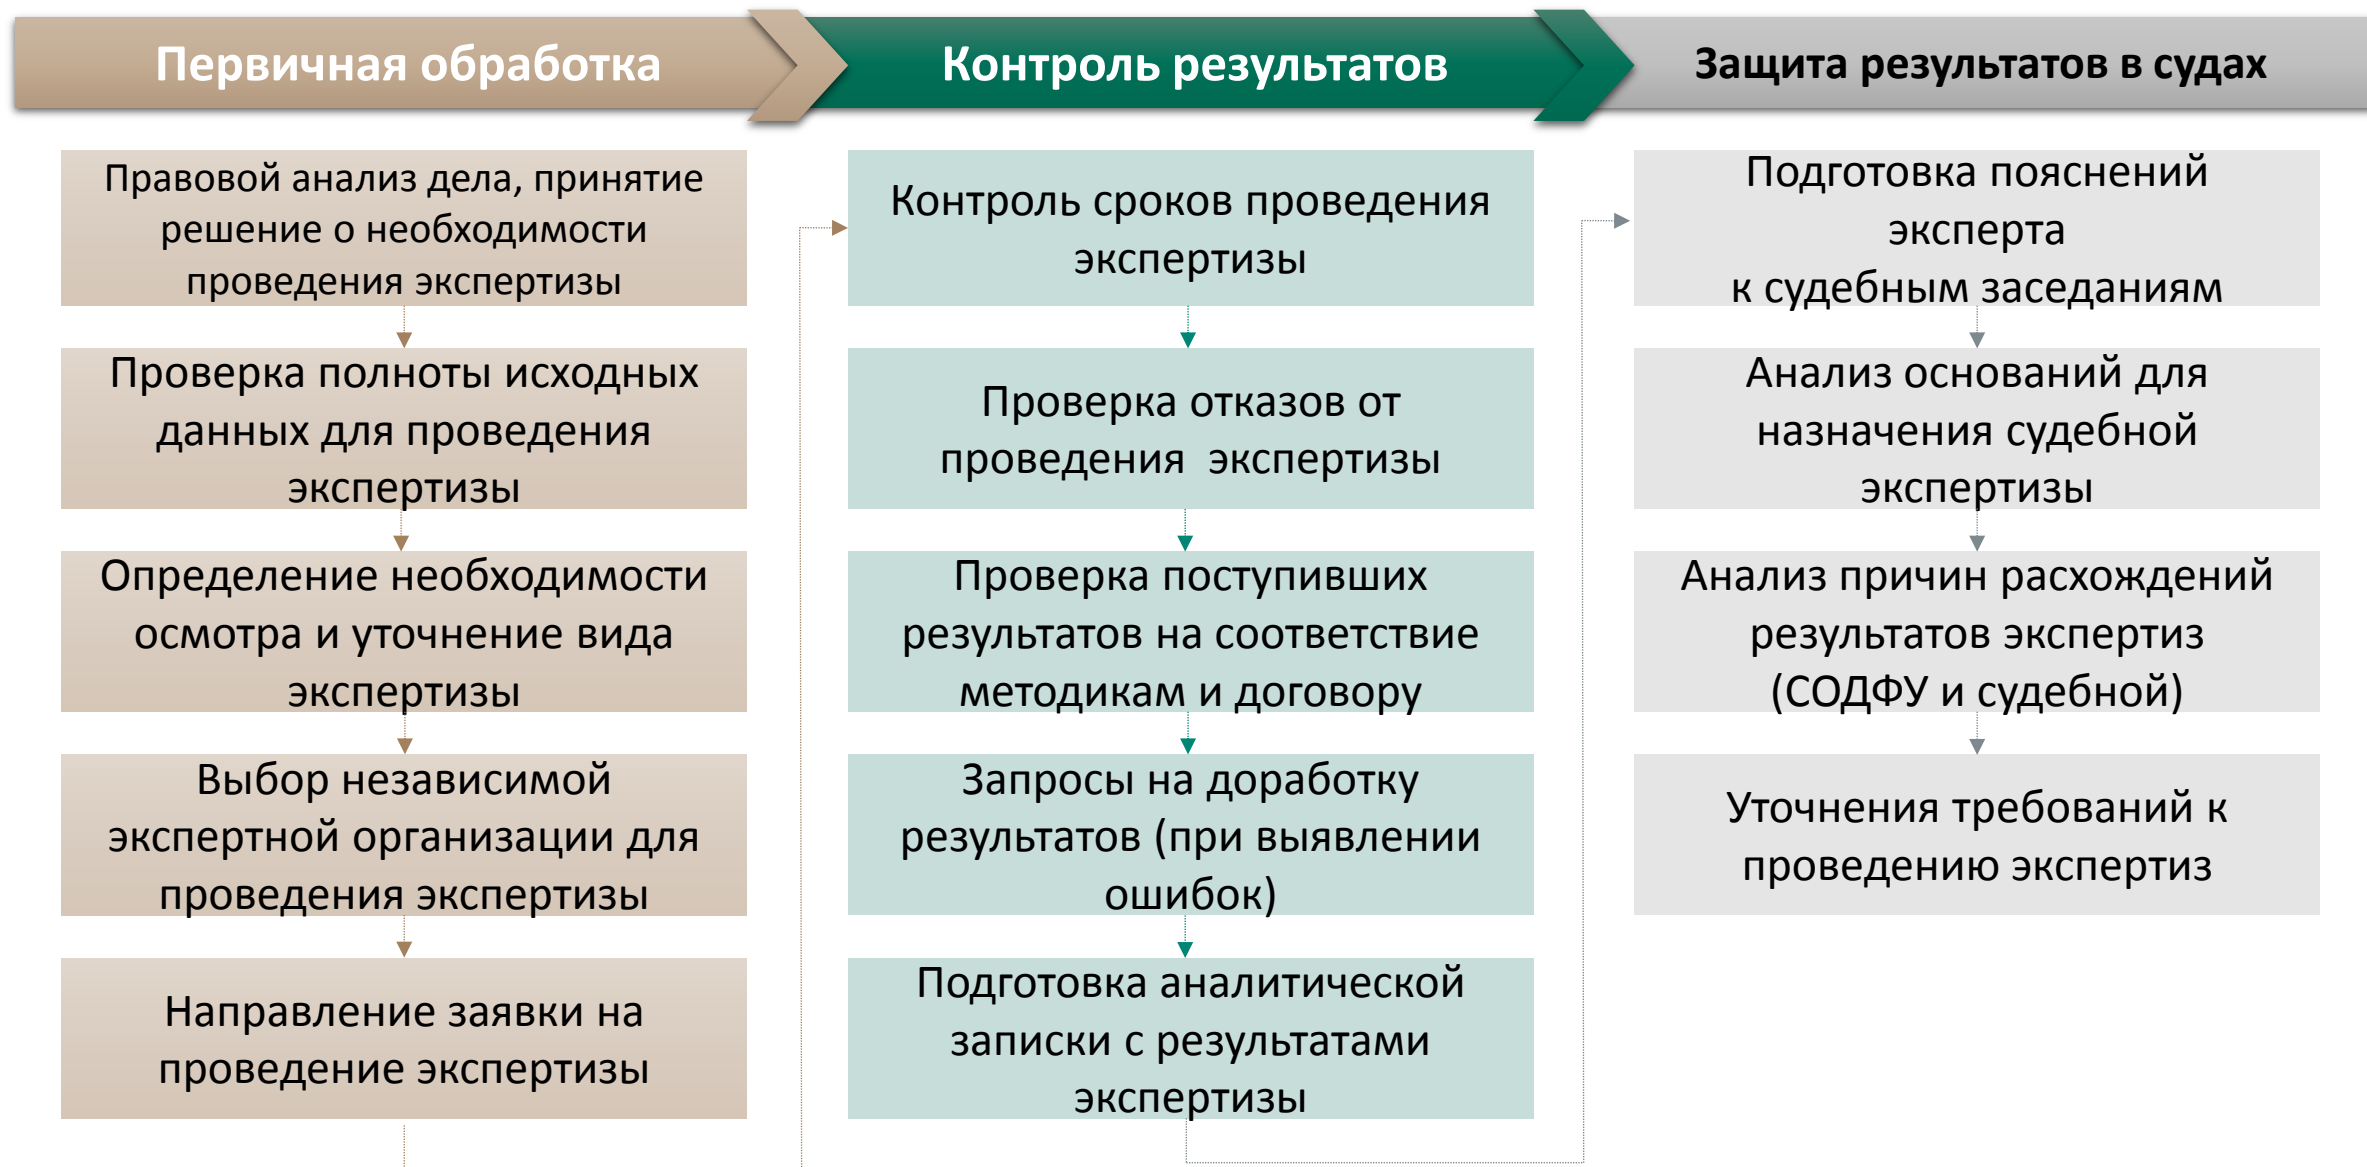 Первичная обработка
Контроль результатов
Защита результатов в судах
Правовой анализ дела, принятие
решение о необходимости
проведения экспертизы
Проверка полноты исходных
данных для проведения
экспертизы
Определение необходимости
осмотра и уточнение вида
экспертизы
Выбор независимой
экспертной организации для
проведения экспертизы
Направление заявки на
проведение экспертизы
Контроль сроков проведения
экспертизы
Проверка отказов от
проведения  экспертизы
Проверка поступивших
результатов на соответствие
методикам и договору
Запросы на доработку
результатов (при выявлении
ошибок)
Подготовка аналитической
записки с результатами
экспертизы
Подготовка пояснений
эксперта
к судебным заседаниям
Анализ оснований для
назначения судебной
экспертизы
Анализ причин расхождений
результатов экспертиз
(СОДФУ и судебной)
Уточнения требований к
проведению экспертиз